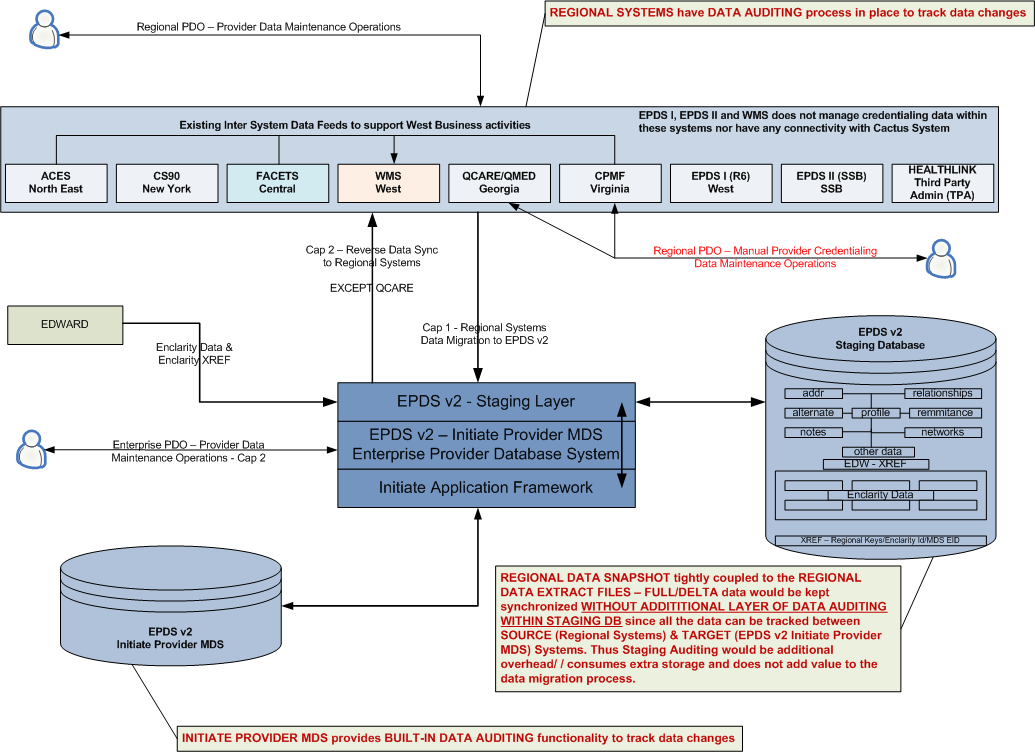 REGIONAL SYSTEMS have DATA AUDITING process in place to track data changes
Regional PDO – Provider Data Maintenance Operations
Existing Inter System Data Feeds to support West Business activities
EPDS I, EPDS II and WMS does not manage credentialing data within
these systems nor have any connectivity with Cactus System
ACES
North East
CS90
New York
FACETS
Central
WMS
West
QCARE/QMED
Georgia
CPMF
Virginia
EPDS I (R6)
West
EPDS II (SSB)
SSB
HEALTHLINK
Third Party
Admin (TPA)
Cap 2 – Reverse Data Sync
to Regional Systems
EXCEPT QCARE
Regional PDO – Manual Provider Credentialing
Data Maintenance Operations
EDWARD
Enclarity Data &
Enclarity XREF
Cap 1 - Regional Systems
Data Migration to EPDS v2
EPDS v2
Staging Database
addr
relationships
alternate
profile
remmitance
notes
networks
other data
EDW - XREF
Enclarity Data
XREF – Regional Keys/Enclarity Id/MDS EID
EPDS v2 - Staging Layer
EPDS v2 – Initiate Provider MDS
Enterprise Provider Database System
Initiate Application Framework
Enterprise PDO – Provider Data
Maintenance Operations - Cap 2
EPDS v2
Initiate Provider MDS
REGIONAL DATA SNAPSHOT tightly coupled to the REGIONAL
DATA EXTRACT FILES – FULL/DELTA data would be kept
synchronized WITHOUT ADDITITIONAL LAYER OF DATA AUDITING
WITHIN STAGING DB since all the data can be tracked between
SOURCE (Regional Systems) & TARGET (EPDS v2 Initiate Provider
MDS) Systems. Thus Staging Auditing would be additional
overhead/ / consumes extra storage and does not add value to the
data migration process.
INITIATE PROVIDER MDS provides BUILT-IN DATA AUDITING functionality to track data changes